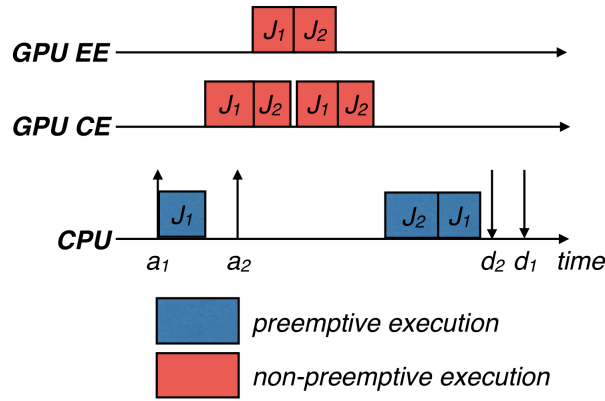 J1 J2
GPU EE
J1 J2 J1 J2
GPU CE
J1 J2 J1
CPU
a1 a2 d2 d1 time
preemptive execution
non-preemptive execution